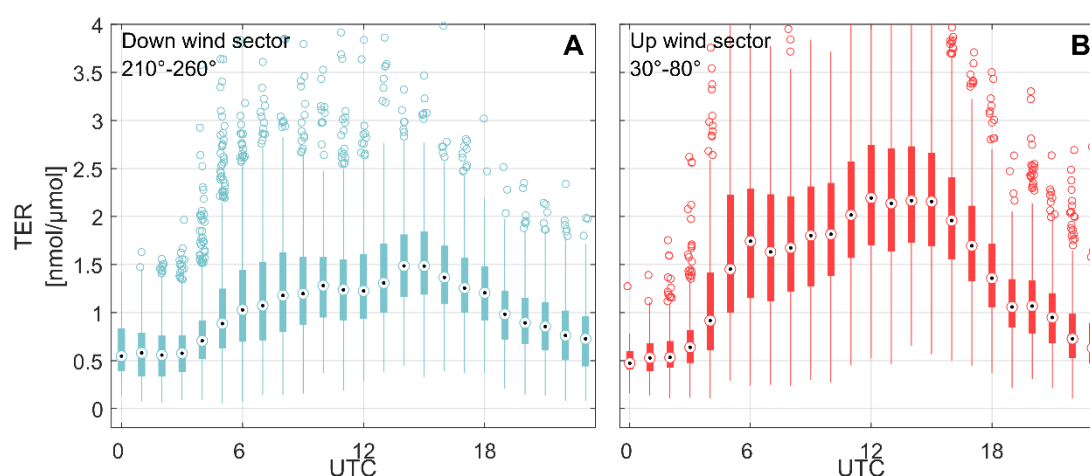 Down wind sector
210°-260°
A
Up wind sector
30°-80°
B
4
3.5
3
2.5
2
1.5
1
0.5
0
TER
[nmol/µmol]
0
6
12
18
UTC
0
6
12
18
UTC